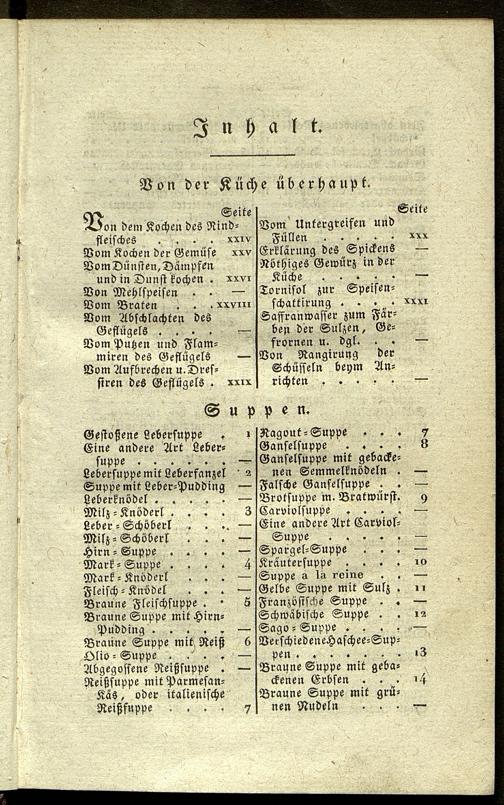 Inhalt.
Von der Küche überhaupt.
Seite
Von dem Kochen des Rind-
fleisches . . . . xxiv
Vom Kochen der Gemüse xxv
Vom Dünsten, Dämpfen
und in Dunst kochen . xxvi
Von Mehlspeisen . . —
Vom Braten . . . xxviii
Vom Abschlachten des
Geflügels . . . .
Vom Putzen und Flam-
miren des Geflügels —
Vom Aufbrechen u. Dres-
siren des Geflügels . xxix
Seite
Vom Untergreifen und
Füllen . . . . . xxx
Erklärung des Spickens —
Nöthiges Gewürz in der
Küche . . . . . —
Tornisol zur Speisen-
schattirung . . . xxxi
Saffranwasser zum Fär-
ben der Sulzen, Ge-
frornen u. dgl. . . —
Von Rangirung der
Schüsseln beym An-
richten . . . . . —
Suppen.
Gestoßene Lebersuppe . 1
Eine andere Art Leber-
suppe . . . . . —
Lebersuppe mit Leberfanzel 2
Suppe mit Leber-Pudding —
Leberknödel . . . . —
Milz-Knöderl . . . . 3
Leber-Schöberl . . . —
Milz-Schöberl . . . —
Hirn-Suppe . . . . —
Mark-Suppe . . . . 4
Mark-Knöderl . . . —
Fleisch-Knödel . . . —
Braune Fleischsuppe . . 5
Braune Suppe mit Hirn-
Pudding . . . . . —
Braune Suppe mit Reiß 6
Olio-Suppe . . . . —
Abgegossene Reißsuppe . —
Reißsuppe mit Parmesan-
Käs, oder italienische
Reißsuppe . . . . 7
Ragout-Suppe . . . 7
Ganselsuppe . . . . 8
Ganselsuppe mit gebacke-
nen Semmelknödeln . —
Falsche Ganselsuppe . . —
Brotsuppe m. Bratwürst. 9
Carviolsuppe . . . . —
Eine andere Art Carviol-
Suppe . . . . . —
Spargel-Suppe . . . —
Kräutersuppe . . . . 10
Suppe a la reine . . —
Gelbe Suppe mit Sulz . 11
Französische Suppe . . —
Schwäbische Suppe . . 12
Sago-Suppe . . . . —
Verschiedene Haschee-Sup-
pen . . . . . . 13
Braune Suppe mit geba-
ckenen Erbsen . . . 14
Braune Suppe mit grü-
nen Nudeln . . . —